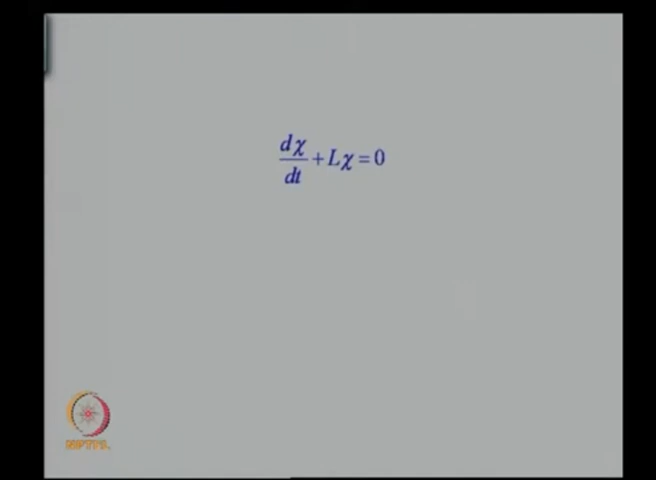 dχ/dt + Lχ = 0
NPTEL